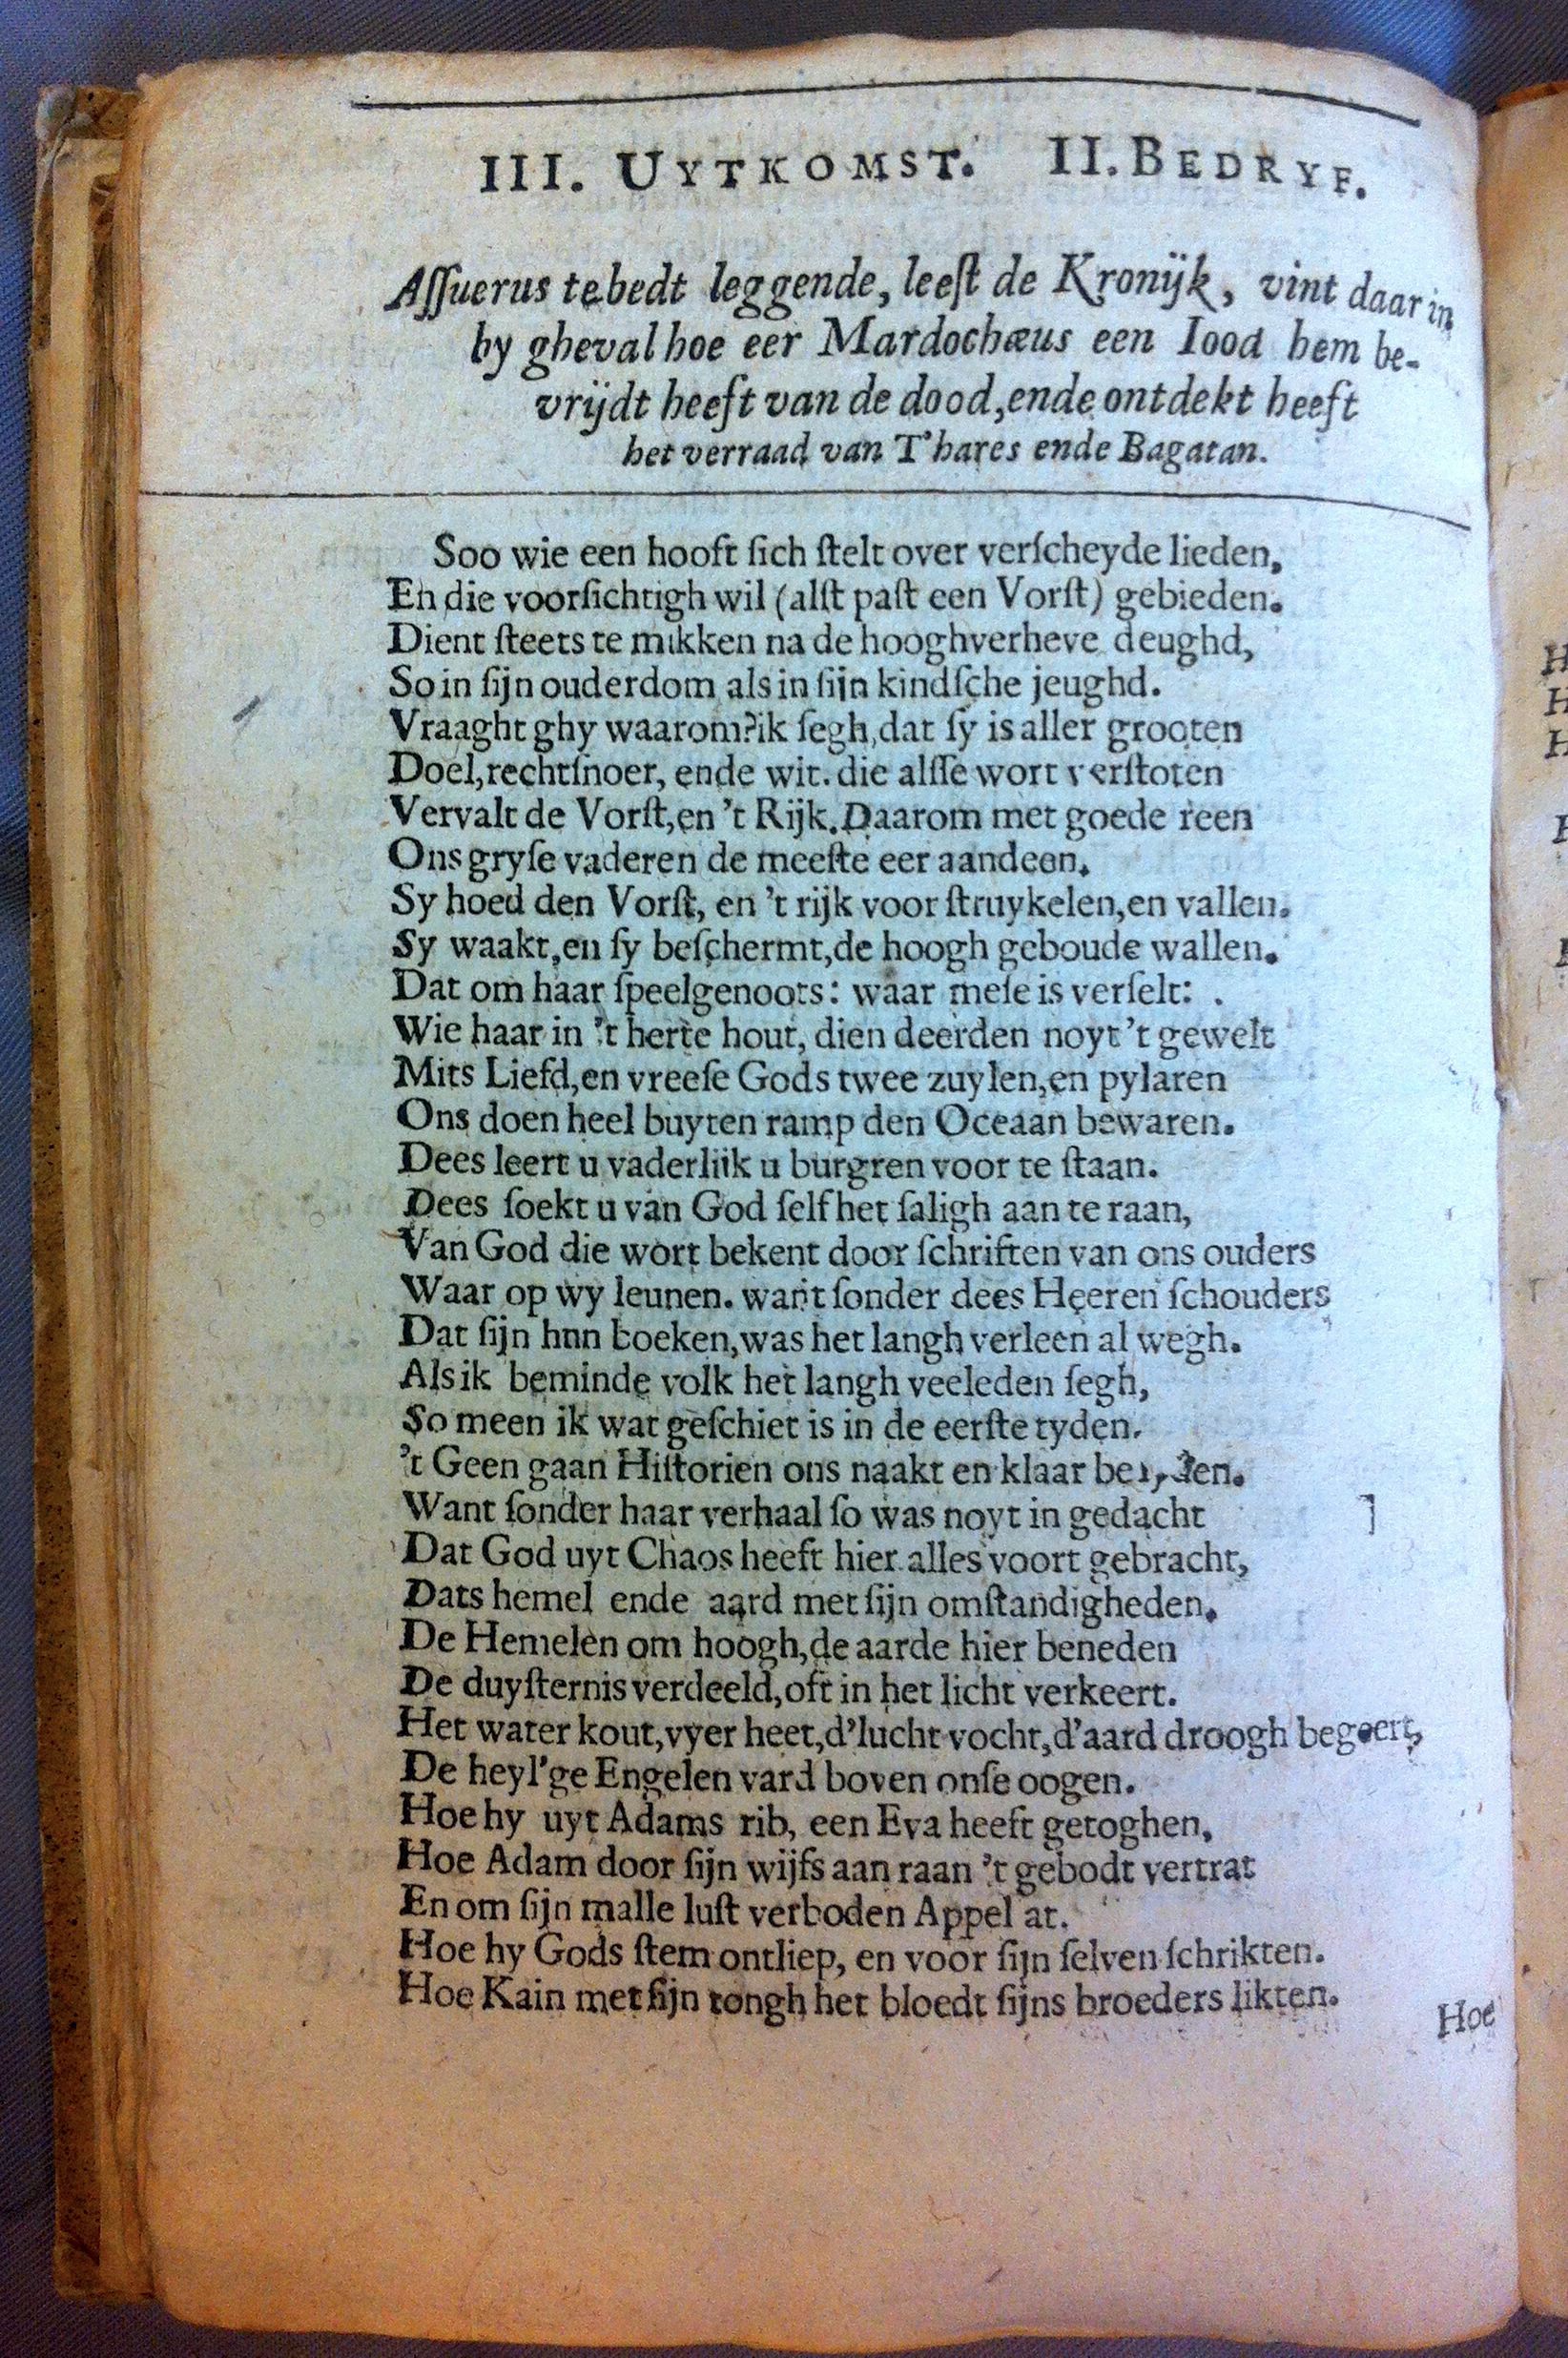 III. UYTKOMST. II. BEDRYF.
Aſſuerus te bedt leggende, leeſt de Kronijk, vint daar in
by gheval hoe eer Mardochæus een Iood hem be-
vrijdt heeft van de dood, ende ontdekt heeft
het verraad van T'hares ende Bagatan.
Soo wie een hooft ſich ſtelt over verſcheyde lieden,
En die voorſichtigh wil (alſt paſt een Vorſt) gebieden.
Dient ſteets te mikken na de hooghverheve deughd,
So in ſijn ouderdom als in ſijn kindſche jeughd.
Vraaght ghy waarom? ik ſegh, dat ſy is aller grooten
Doel, rechtſnoer, ende wit. die alſſe wort verſtoten
Vervalt de Vorſt, en 't Rijk. Daarom met goede reen
Ons gryſe vaderen de meeſte eer aandeen.
Sy hoed den Vorſt, en 't rijk voor ſtruykelen, en vallen.
Sy waakt, en ſy beſchermt, de hoogh geboude wallen.
Dat om haar ſpeelgenoots: waar meſe is verſelt: .
Wie haar in 't herte hout, dien deerden noyt 't gewelt
Mits Liefd, en vreeſe Gods twee zuylen, en pylaren
Ons doen heel buyten ramp den Oceaan bewaren.
Dees leert u vaderliik u burgren voor te ſtaan.
Dees ſoekt u van God ſelf het ſaligh aan te raan,
Van God die wort bekent door ſchriften van ons ouders
Waar op wy leunen. want ſonder dees Heeren ſchouders
Dat ſijn hnn boeken, was het langh verleen al wegh.
Als ik beminde volk het langh veeleden ſegh,
So meen ik wat geſchiet is in de eerſte tyden.
't Geen gaan Hiſtorien ons naakt en klaar
Want ſonder haar verhaal ſo was noyt in gedacht
Dat God uyt Chaos heeft hier alles voort gebracht,
Dats hemel ende aard met ſijn omſtandigheden.
De Hemelen om hoogh, de aarde hier beneden
De duyſternis verdeeld, oft in het licht verkeert.
Het water kout, vyer heet, d'lucht vocht, d'aard droogh begeert,
De heyl'ge Engelen vard boven onſe oogen.
Hoe hy uyt Adams rib, een Eva heeft getoghen,
Hoe Adam door ſijn wijfs aan raan 't gebodt vertrat
En om ſijn malle luſt verboden Appel at.
Hoe hy Gods ſtem ontliep, en voor ſijn ſelven ſchrikten.
Hoe Kain met ſijn tongh het bloedt ſijns broeders likten.
Hoe